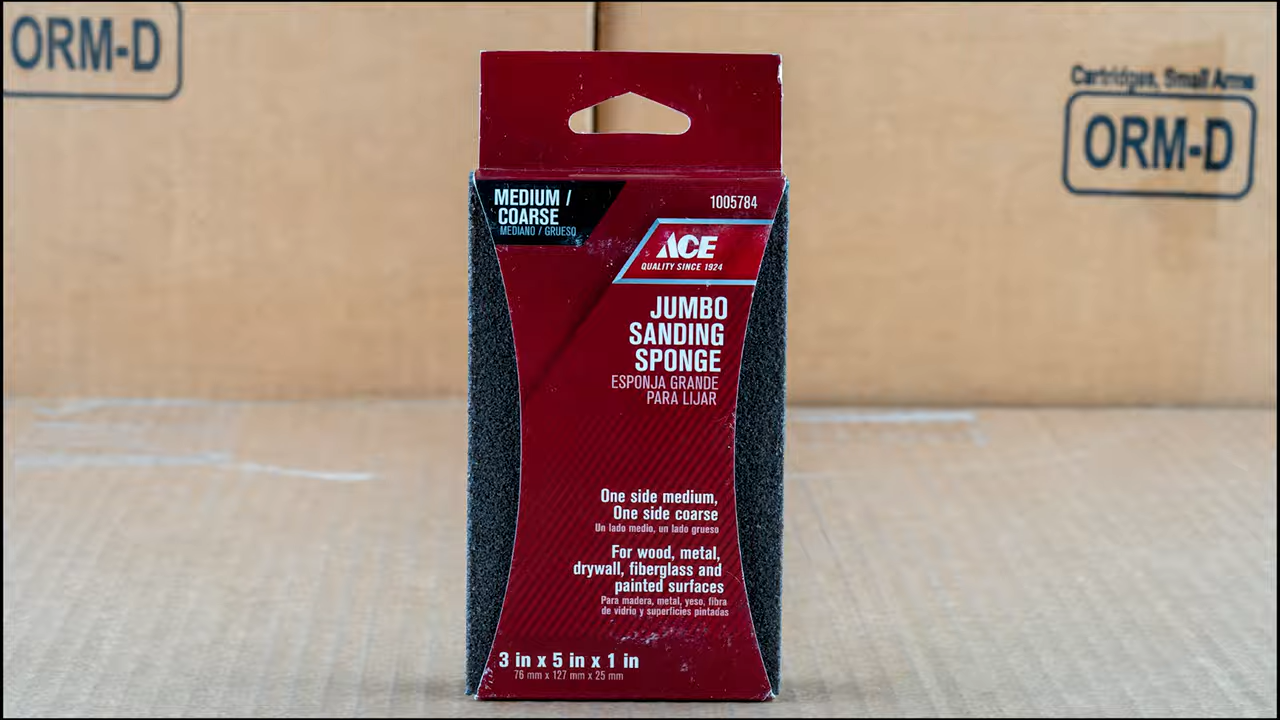 ORM-D
Cartridges, Small Arms
ORM-D
MEDIUM /
COARSE
MEDIANO / GRUESO
1005784
ACE
QUALITY SINCE 1924
JUMBO
SANDING
SPONGE
ESPONJA GRANDE
PARA LIJAR
One side medium,
One side coarse
Un lado medio, un lado grueso
For wood, metal,
drywall, fiberglass and
painted surfaces
Para madera, metal, yeso, fibra
de vidrio y superficies pintadas
3 in x 5 in x 1 in
76 mm x 127 mm x 25 mm